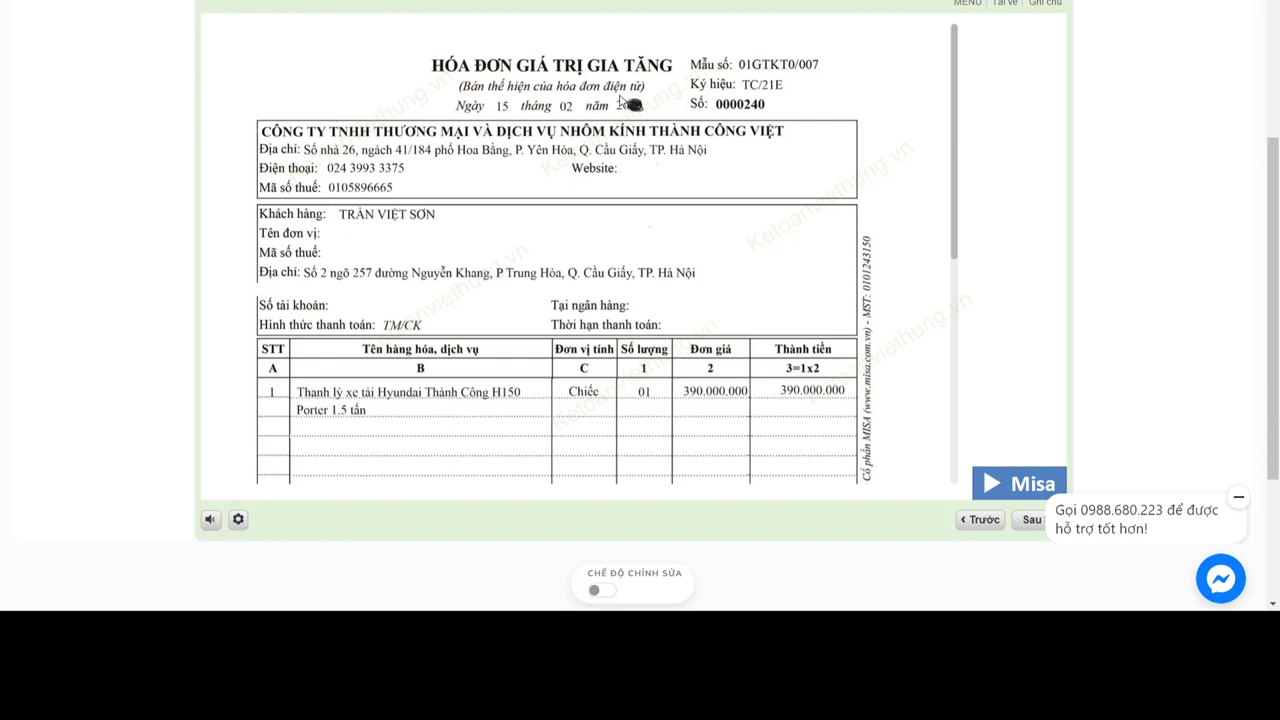 MENU | Tải về | Ghi chú
HÓA ĐƠN GIÁ TRỊ GIA TĂNG
(Bản thể hiện của hóa đơn điện tử)
Ngày 15 tháng 02 năm
Mẫu số: 01GTKT0/007
Ký hiệu: TC/21E
Số: 0000240
CÔNG TY TNHH THƯƠNG MẠI VÀ DỊCH VỤ NHÔM KÍNH THÀNH CÔNG VIỆT
Địa chỉ: Số nhà 26, ngách 41/184 phố Hoa Bằng, P. Yên Hòa, Q. Cầu Giấy, TP. Hà Nội
Điện thoại: 024 3993 3375 Website:
Mã số thuế: 0105896665
Khách hàng: TRẦN VIỆT SƠN
Tên đơn vị:
Mã số thuế:
Địa chỉ: Số 2 ngõ 257 đường Nguyễn Khang, P Trung Hòa, Q. Cầu Giấy, TP. Hà Nội
Số tài khoản: Tại ngân hàng:
Hình thức thanh toán: TM/CK Thời hạn thanh toán:
STT Tên hàng hóa, dịch vụ Đơn vị tính Số lượng Đơn giá Thành tiền
A B C 1 2 3=1x2
1 Thanh lý xe tải Hyundai Thành Công H150 Chiếc 01 390.000.000 390.000.000
Porter 1.5 tấn
Cổ phần MISA (www.misa.com.vn) - MST: 0101243150
Ketoanviethung.vn
Misa
Trước
Sau
Gọi 0988.680.223 để được
hỗ trợ tốt hơn!
CHẾ ĐỘ CHỈNH SỬA